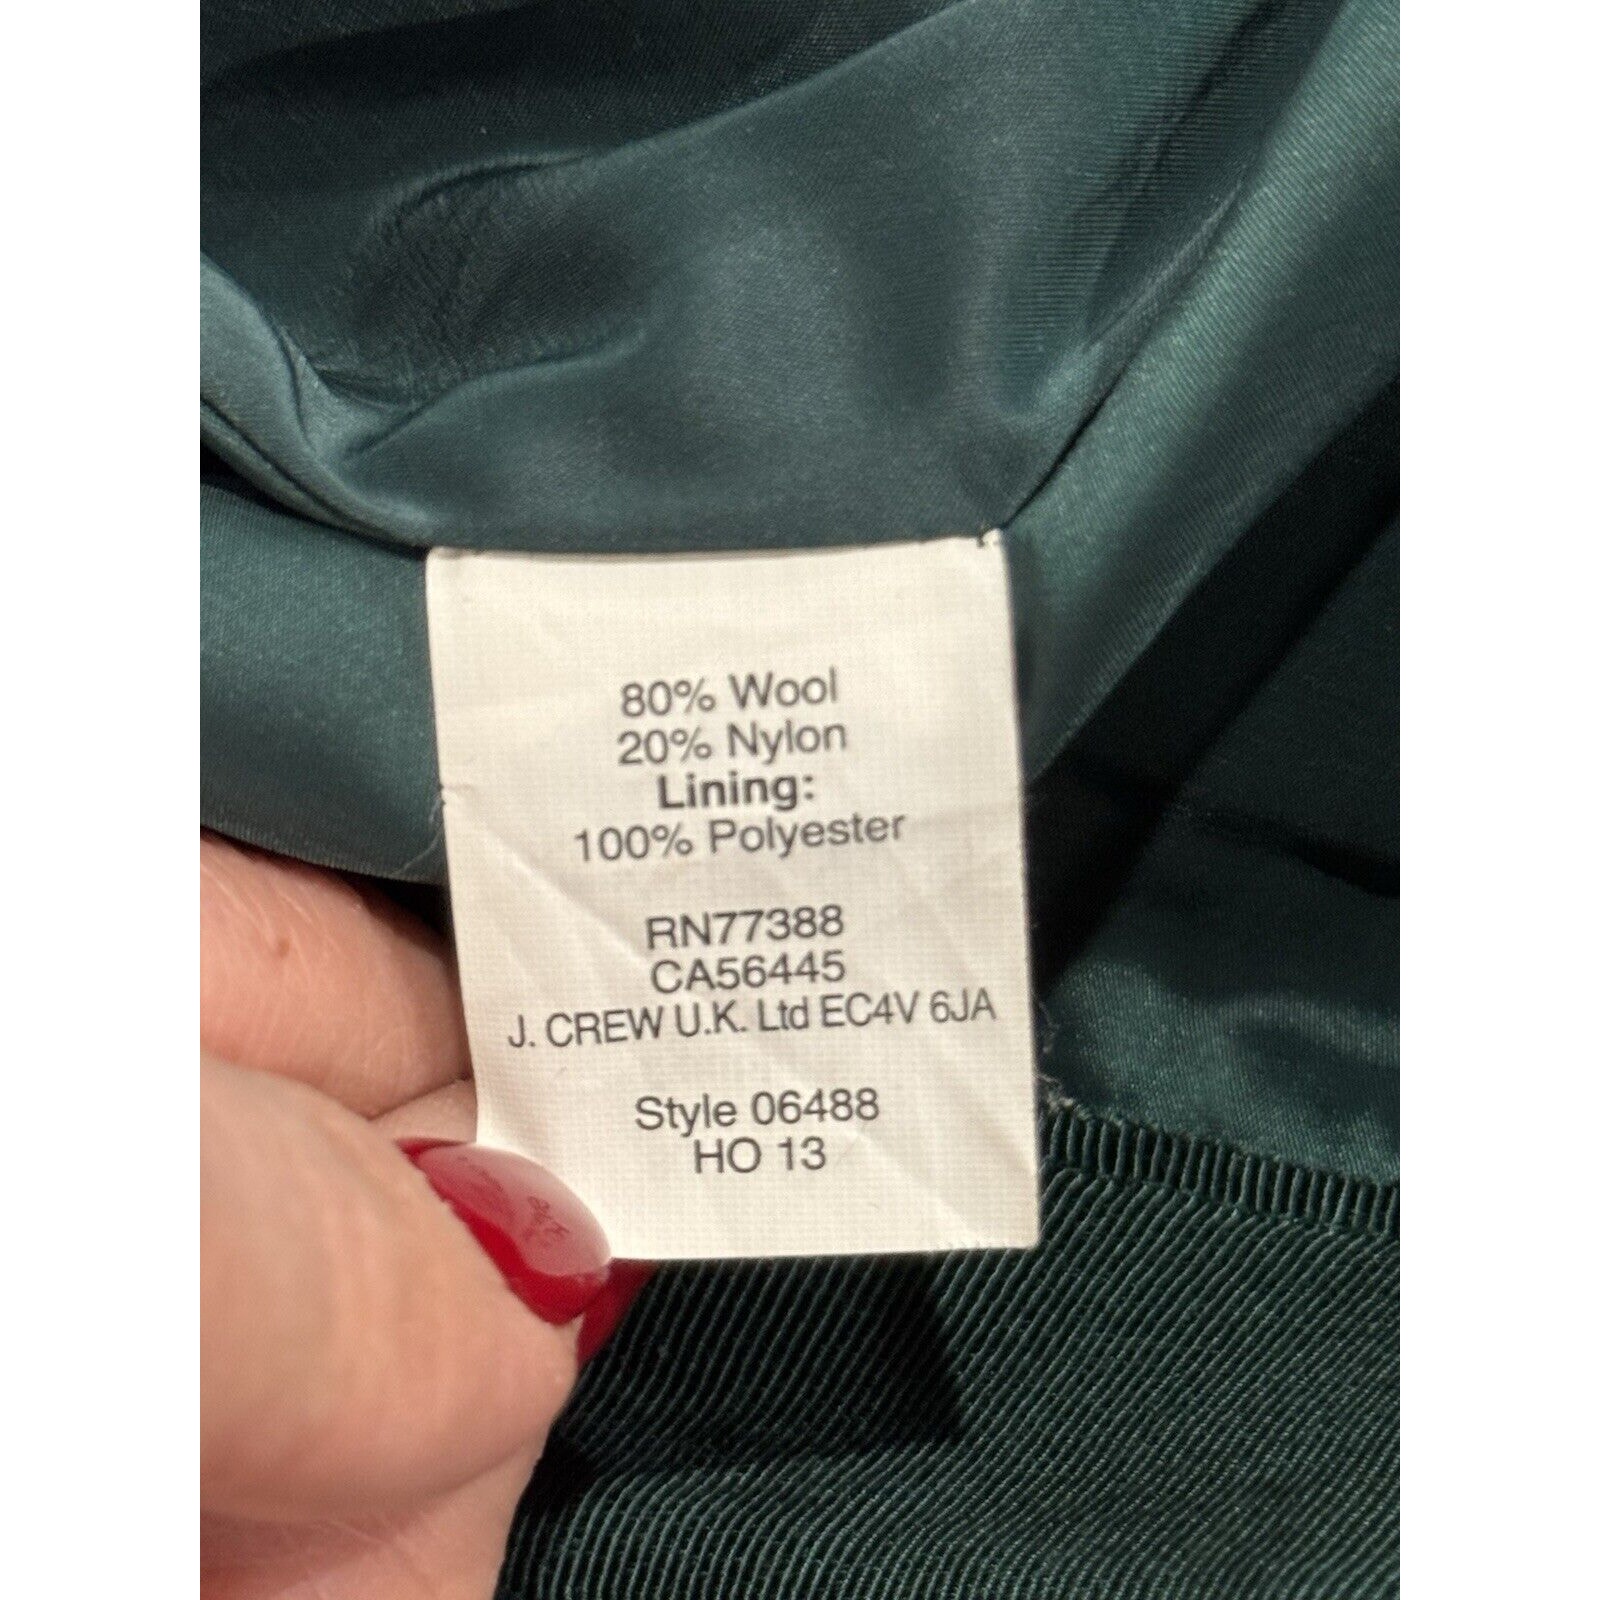 80% Wool
20% Nylon
Lining:
100% Polyester
RN77388
CA56445
J. CREW U.K. Ltd EC4V 6JA
Style 06488
HO 13